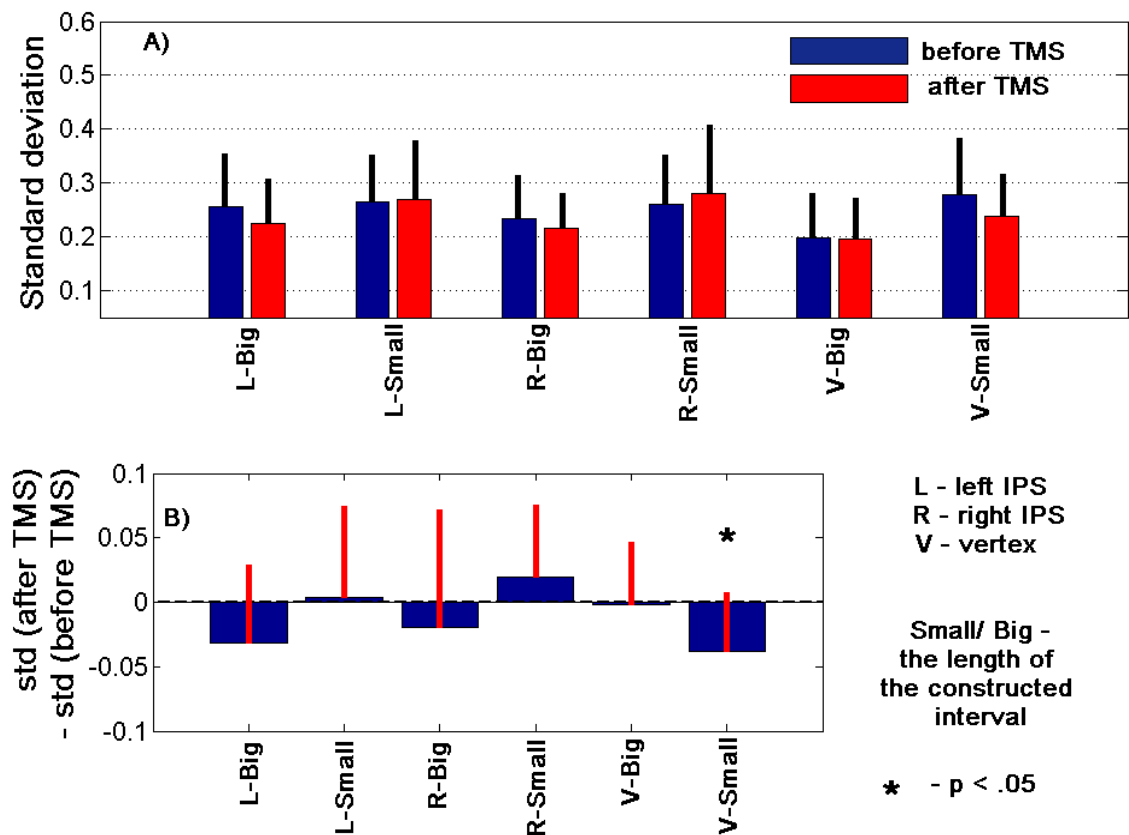 A)
before TMS
after TMS
Standard deviation
0.6
0.5
0.4
0.3
0.2
0.1
L-Big
L-Small
R-Big
R-Small
V-Big
V-Small
B)
std (after TMS)
- std (before TMS)
0.1
0.05
0
-0.05
-0.1
*
L-Big
L-Small
R-Big
R-Small
V-Big
V-Small
L - left IPS
R - right IPS
V - vertex
Small/ Big -
the length of
the constructed
interval
* - p < .05